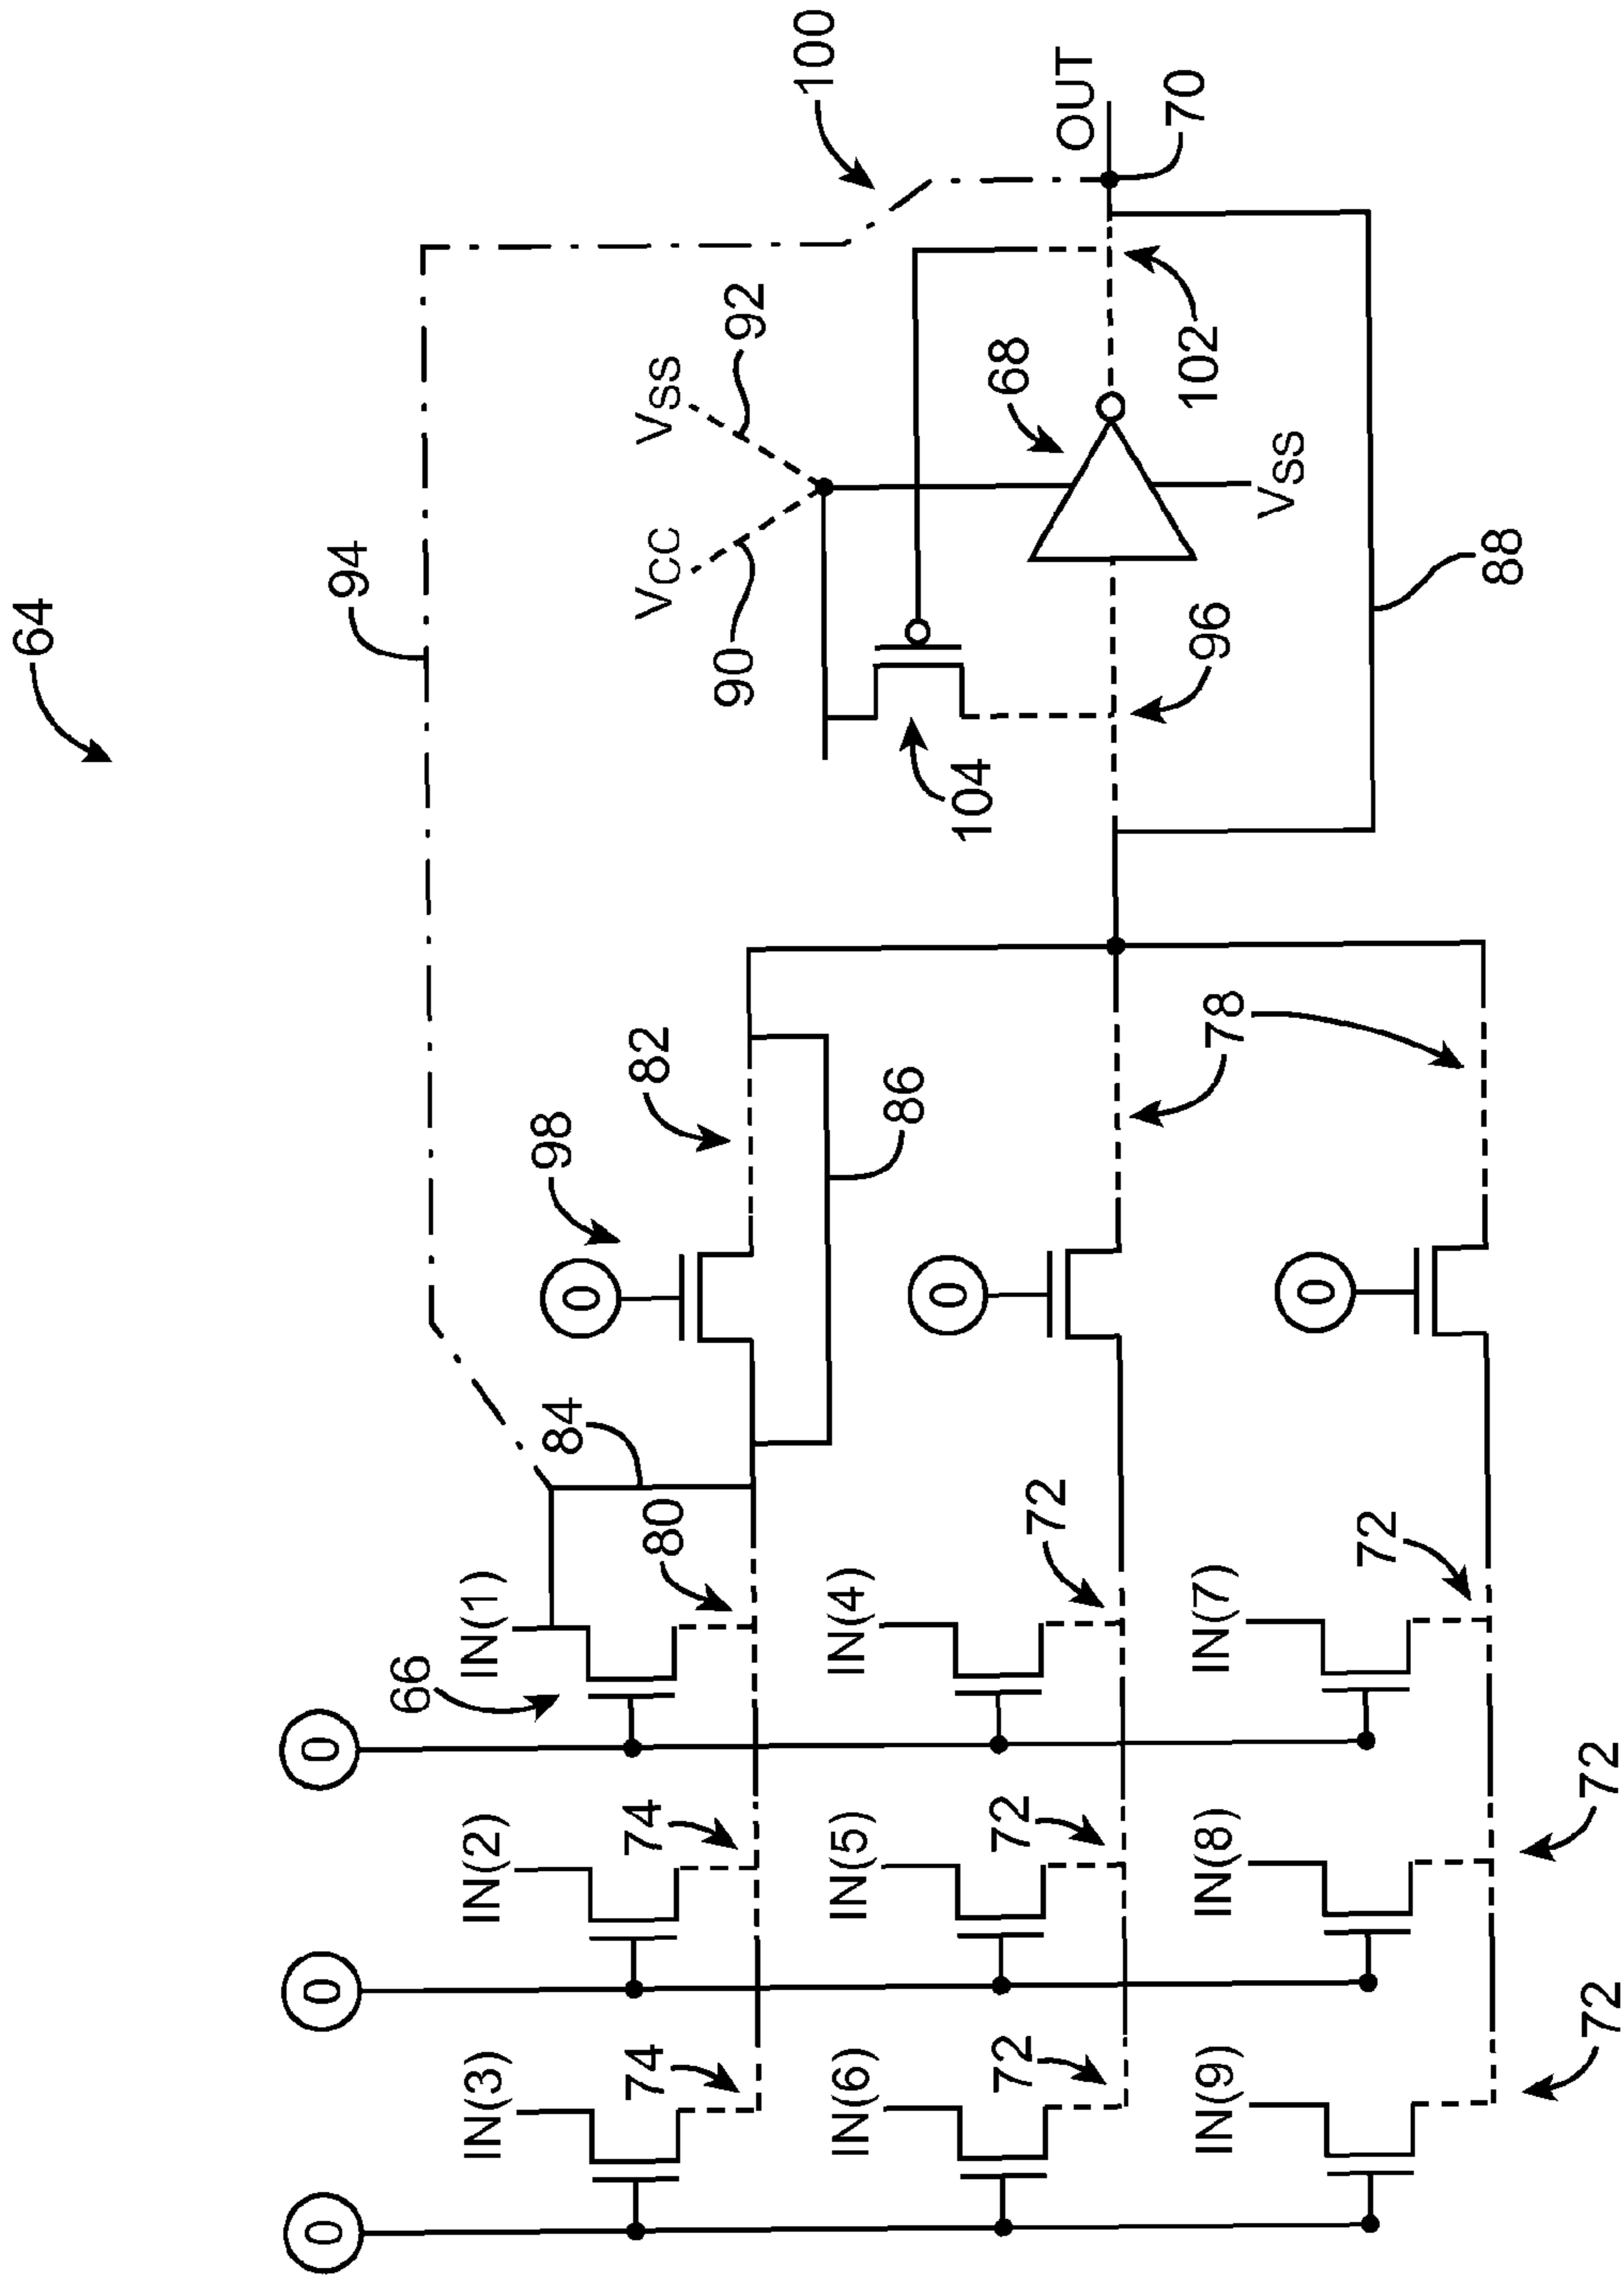 64
94
100
OUT
70
VCC
VSS
90
92
68
102
VSS
104
96
88
98
82
0
86
84
78
0
0
66
80
IN(1)
0
72
IN(4)
72
IN(7)
IN(2)
74
0
IN(5)
72
IN(8)
72
IN(3)
74
0
IN(6)
72
IN(9)
72